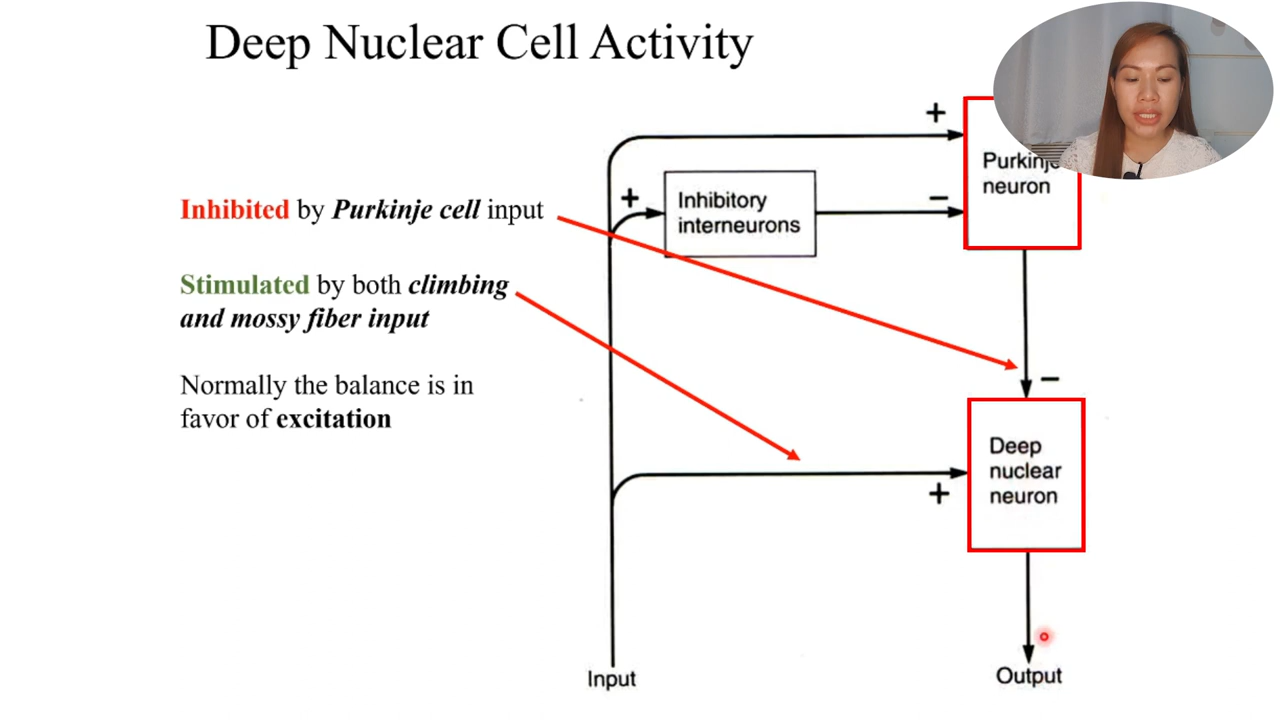 Deep Nuclear Cell Activity
+
Purkinje
neuron
Inhibited by Purkinje cell input
+
Inhibitory
interneurons
−
Stimulated by both climbing
and mossy fiber input
Normally the balance is in
favor of excitation
−
Deep
nuclear
neuron
+
Input
Output